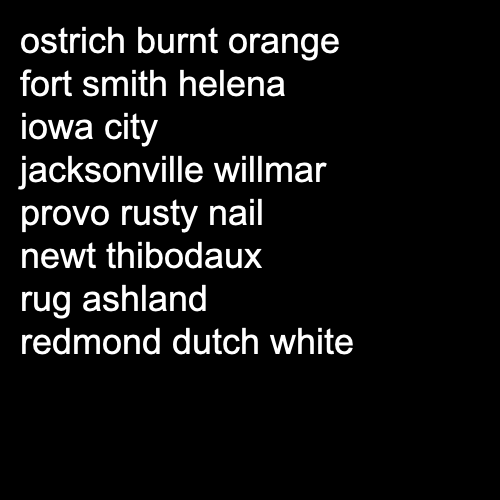 ostrich burnt orange
fort smith helena
iowa city
jacksonville willmar
provo rusty nail
newt thibodaux
rug ashland
redmond dutch white